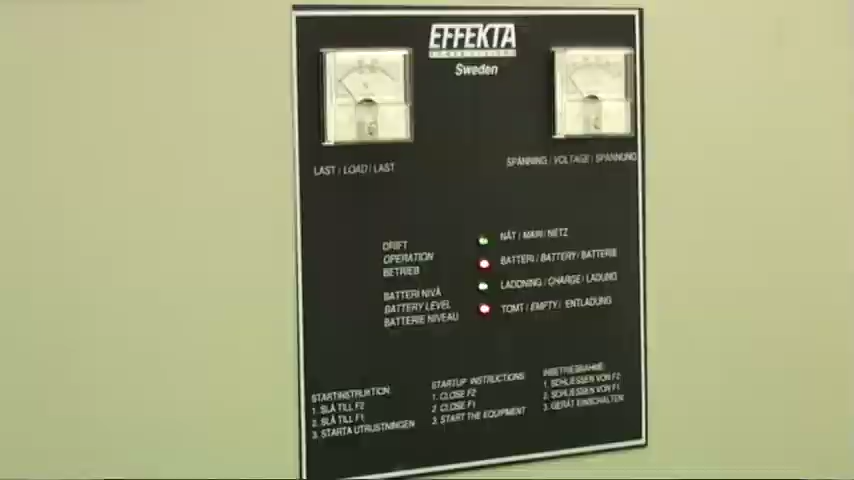 EFFEKTA
Sweden
LAST / LOAD / LAST
SPÄNNING / VOLTAGE / SPANNUNG
DRIFT
OPERATION
BETRIEB
NÄT / MAIN / NETZ
BATTERI / BATTERY / BATTERIE
BATTERI NIVÅ
BATTERY LEVEL
BATTERIE NIVEAU
LADDNING / CHARGE / LADUNG
TOMT / EMPTY / ENTLADUNG
STARTINSTRUKTION
1. SLÅ TILL F2
2. SLÅ TILL F1
3. STARTA UTRUSTNINGEN
STARTUP INSTRUCTIONS
1. CLOSE F2
2. CLOSE F1
3. START THE EQUIPMENT
INBETRIEBNAHME
1. SCHLIESSEN VON F2
2. SCHLIESSEN VON F1
3. GERÄT EINSCHALTEN